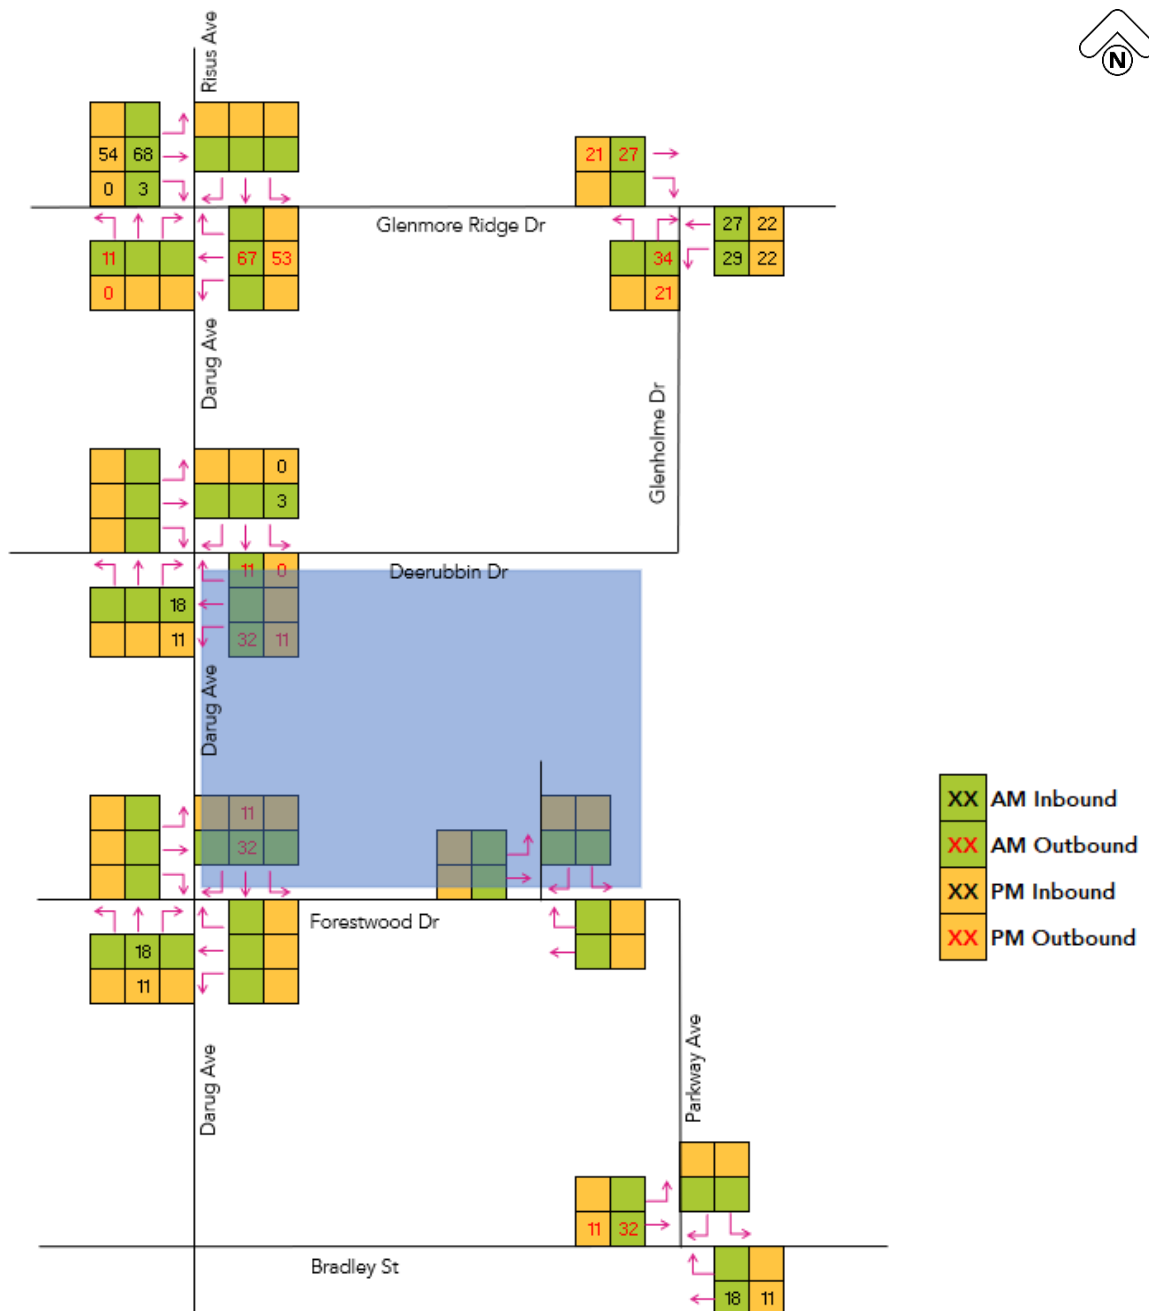 Risus Ave
N
54 68
0 3
21 27
Glenmore Ridge Dr
27 22
29 22
11
0
67 53
34
21
Darug Ave
Glenholme Dr
0
3
11 0
Deerubbin Dr
18
11
32 11
Darug Ave
11
32
XX AM Inbound
XX AM Outbound
XX PM Inbound
XX PM Outbound
Forestwood Dr
18
11
Darug Ave
Parkway Ave
11 32
Bradley St
18 11